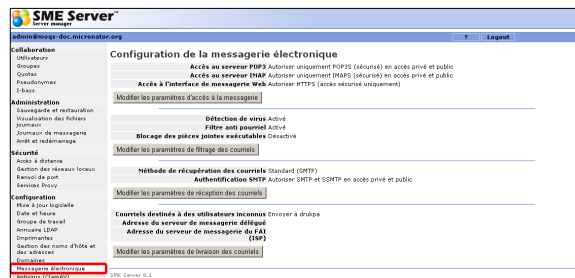 SME Server™
Server manager
admin@moqs-doc.micronator.org
? Logout
Collaboration
Utilisateurs
Groupes
Quotas
Pseudonymes
I-bays
Administration
Sauvegarde et restauration
Visualisation des fichiers
journaux
Journaux de messagerie
Arrêt et redémarrage
Sécurité
Accès à distance
Gestion des réseaux locaux
Renvoi de port
Services Proxy
Configuration
Mise à jour logicielle
Date et heure
Groupe de travail
Annuaire LDAP
Imprimantes
Gestion des noms d'hôte et
des adresses
Domaines
Messagerie électronique
Antivirus (ClamAV)
Configuration de la messagerie électronique
Accès au serveur POP3 Autoriser uniquement POP3S (sécurisé) en accès privé et public
Accès au serveur IMAP Autoriser uniquement IMAPS (sécurisé) en accès privé et public
Accès à l'interface de messagerie Web Autoriser HTTPS (accès sécurisé uniquement)
Modifier les paramètres d'accès à la messagerie
Détection de virus Activé
Filtre anti pourriel Activé
Blocage des pièces jointes exécutables Désactivé
Modifier les paramètres de filtrage des courriels
Méthode de récupération des courriels Standard (SMTP)
Authentification SMTP Autoriser SMTP et SSMTP en accès privé et public
Modifier les paramètres de réception des courriels
Courriels destinés à des utilisateurs inconnus Envoyer à drukpa
Adresse du serveur de messagerie délégué
Adresse du serveur de messagerie du FAI
(ISP)
Modifier les paramètres de livraison des courriels
SME Server 9.1